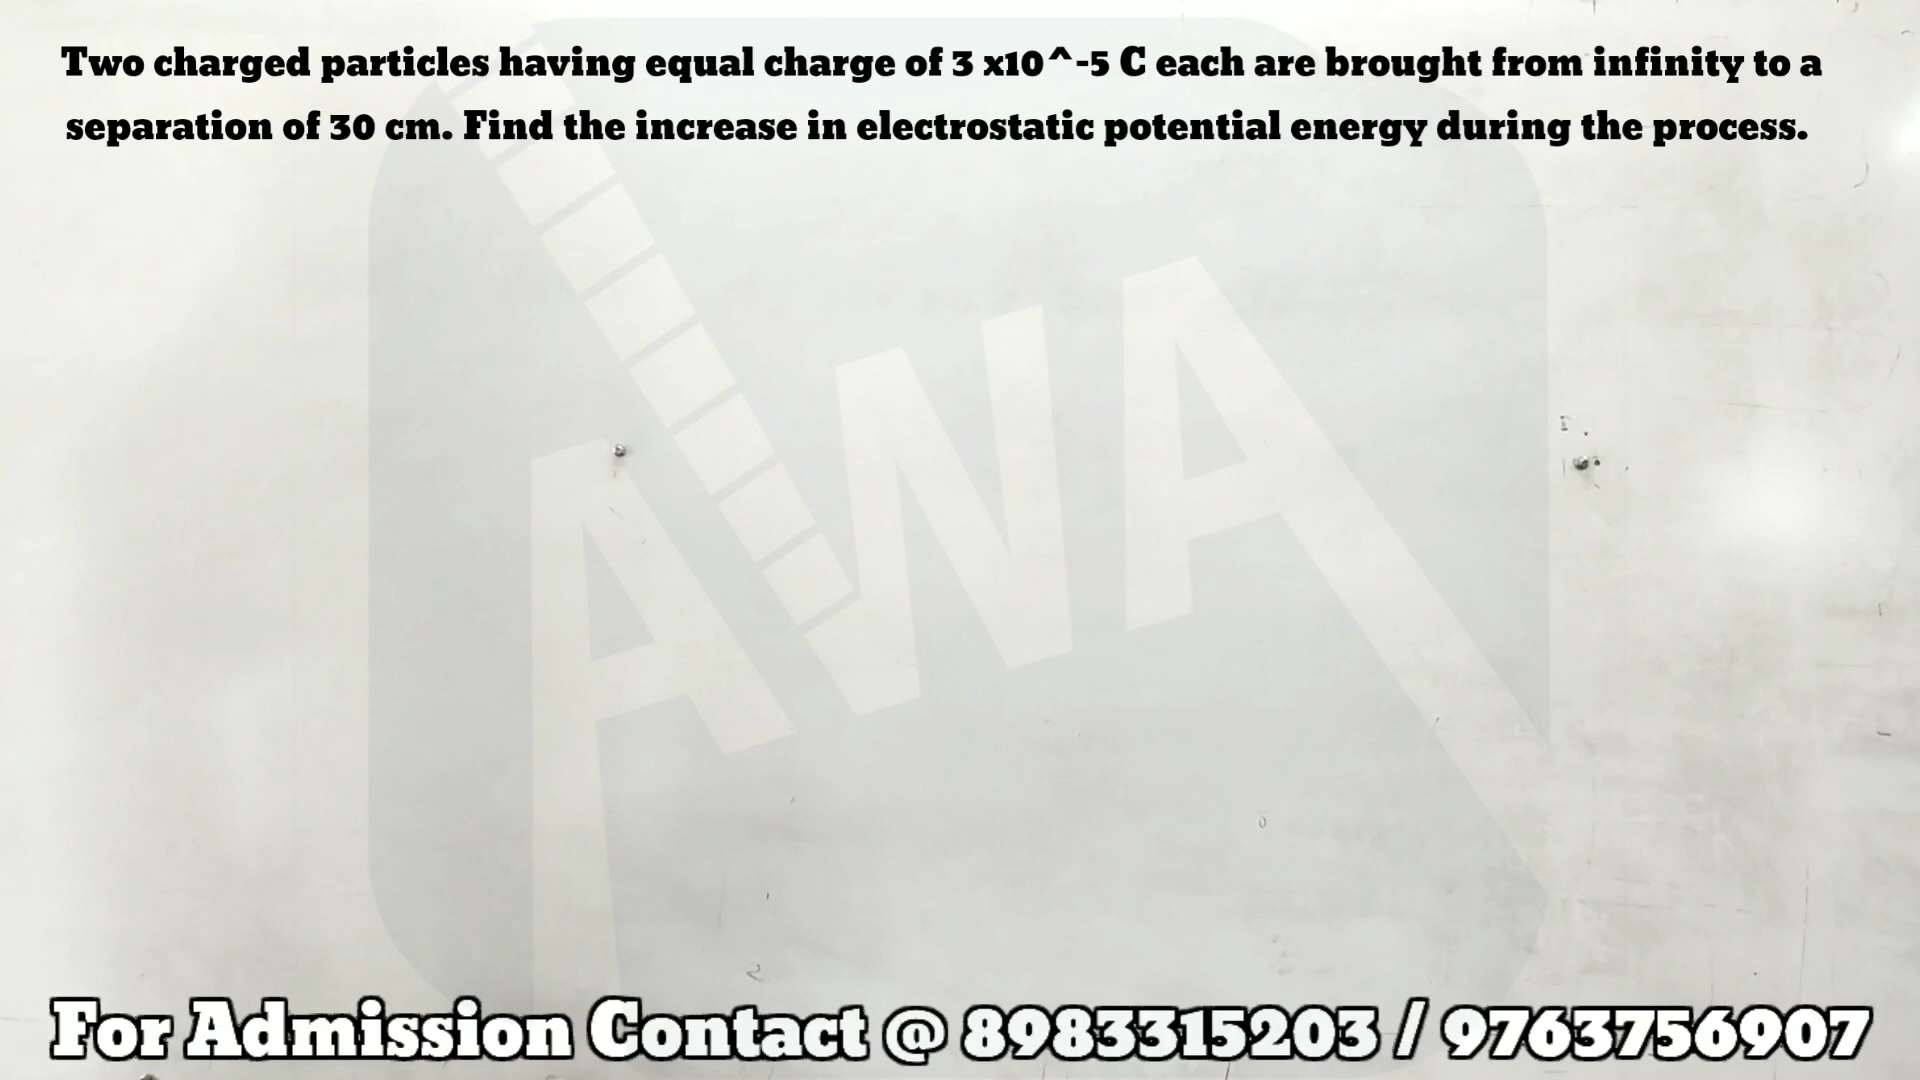 Two charged particles having equal charge of 3 x10^-5 C each are brought from infinity to a
separation of 30 cm. Find the increase in electrostatic potential energy during the process.
AWA
For Admission Contact @ 8983315203 / 9763756907